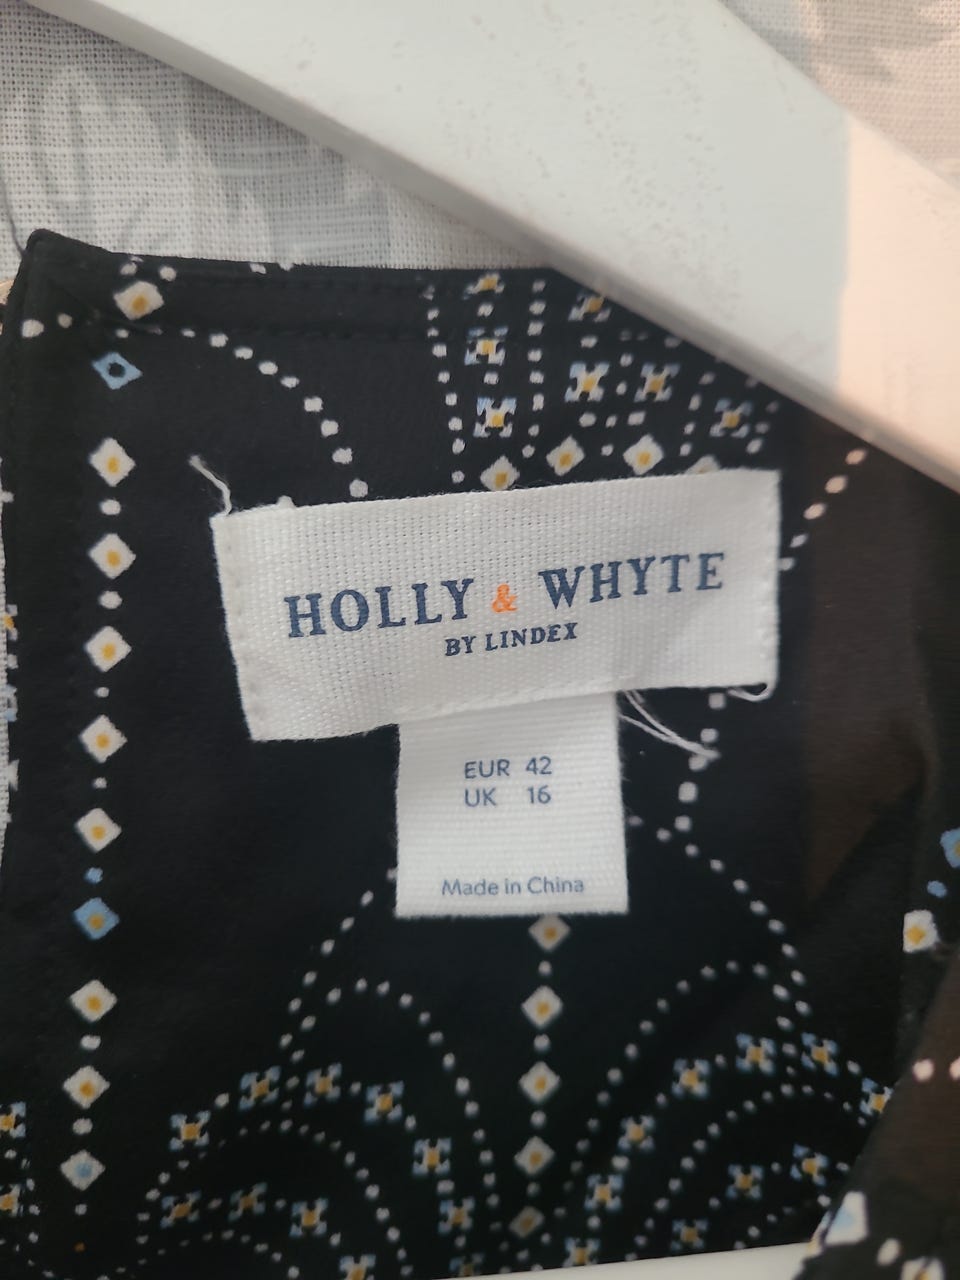 HOLLY & WHYTE
BY LINDEX
EUR 42
UK 16
Made in China